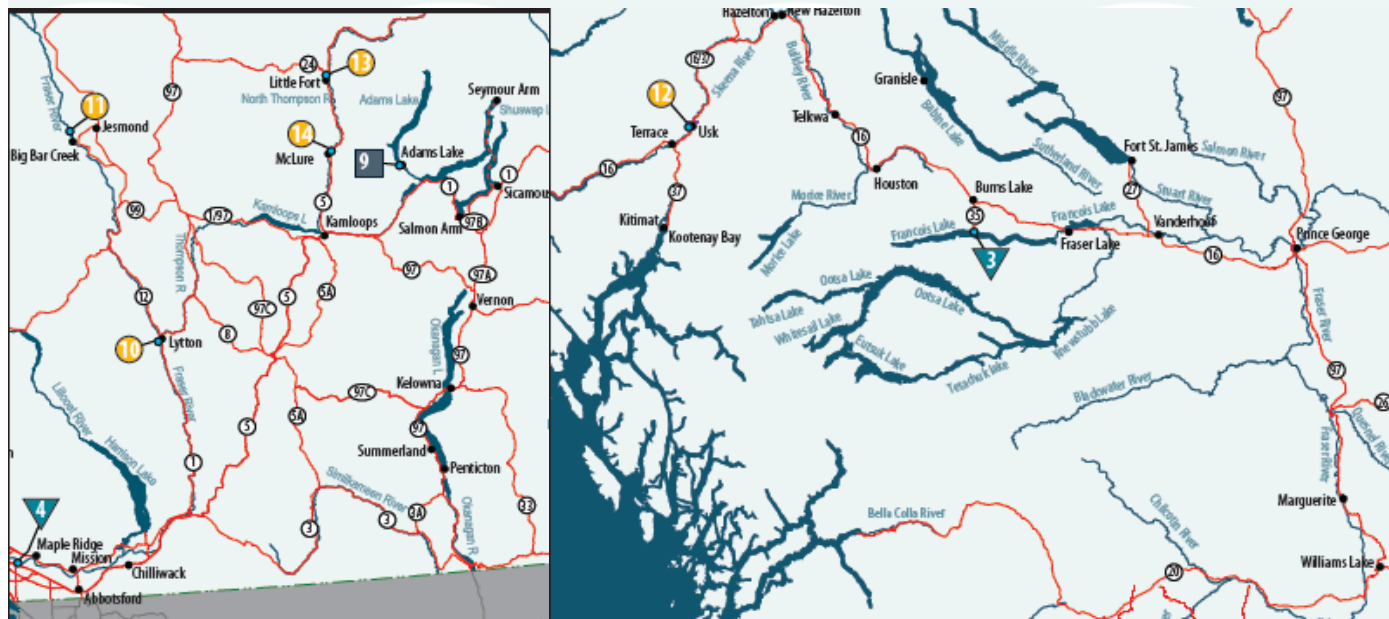 24
13
Little Fort
97
North Thompson R
Adams Lake
Seymour Arm
Fraser River
11
Jesmond
Big Bar Creek
14
McLure
9
Adams Lake
1
1
Sicamou
5
99
1/97
Kamloops L
Kamloops
Salmon Arm
97B
Thompson R
97
97A
12
97C
5
5A
Vernon
8
Lytton
10
Okanagan L
97
Kelowna
97C
Lillooet River
Fraser River
5A
5
97
Summerland
Harrison Lake
Penticton
1
Similkameen River
3A
33
3
3
Okanagan R
4
Maple Ridge
Mission
Chilliwack
Abbotsford
Hazelton
New Hazelton
16/37
Skeena River
Bulkley River
Middle River
Granisle
Babine Lake
97
12
Usk
Terrace
Telkwa
16
16
Fort St. James
Salmon River
Sutherland River
Houston
27
Stuart River
37
Morice River
Burns Lake
35
Francois Lake
Francois Lake
Vanderhoof
Kitimat
Kootenay Bay
Fraser Lake
Prince George
16
Morice Lake
3
Ootsa Lake
Ootsa Lake
Tahtsa Lake
Whitesail Lake
Eutsuk Lake
Tetachuk lake
Fraser River
97
Blackwater River
26
Quesnel River
Fraser River
Marguerite
Bella Colla River
Chilcotin River
Williams Lake
20